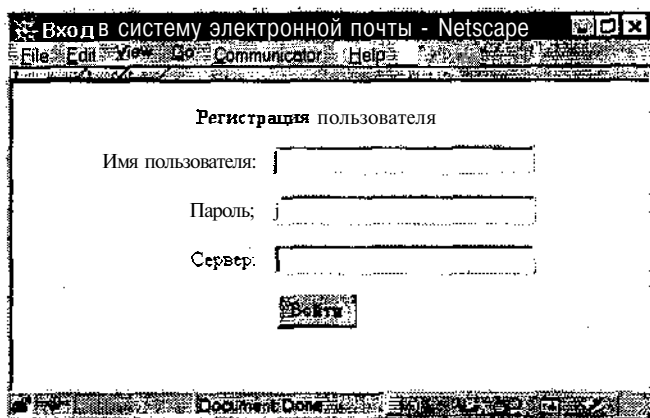 Вход в систему электронной почты - Netscape
File Edit View Go Communicator Help
Регистрация пользователя
Имя пользователя:
Пароль;
Сервер:
Войти
Document Done